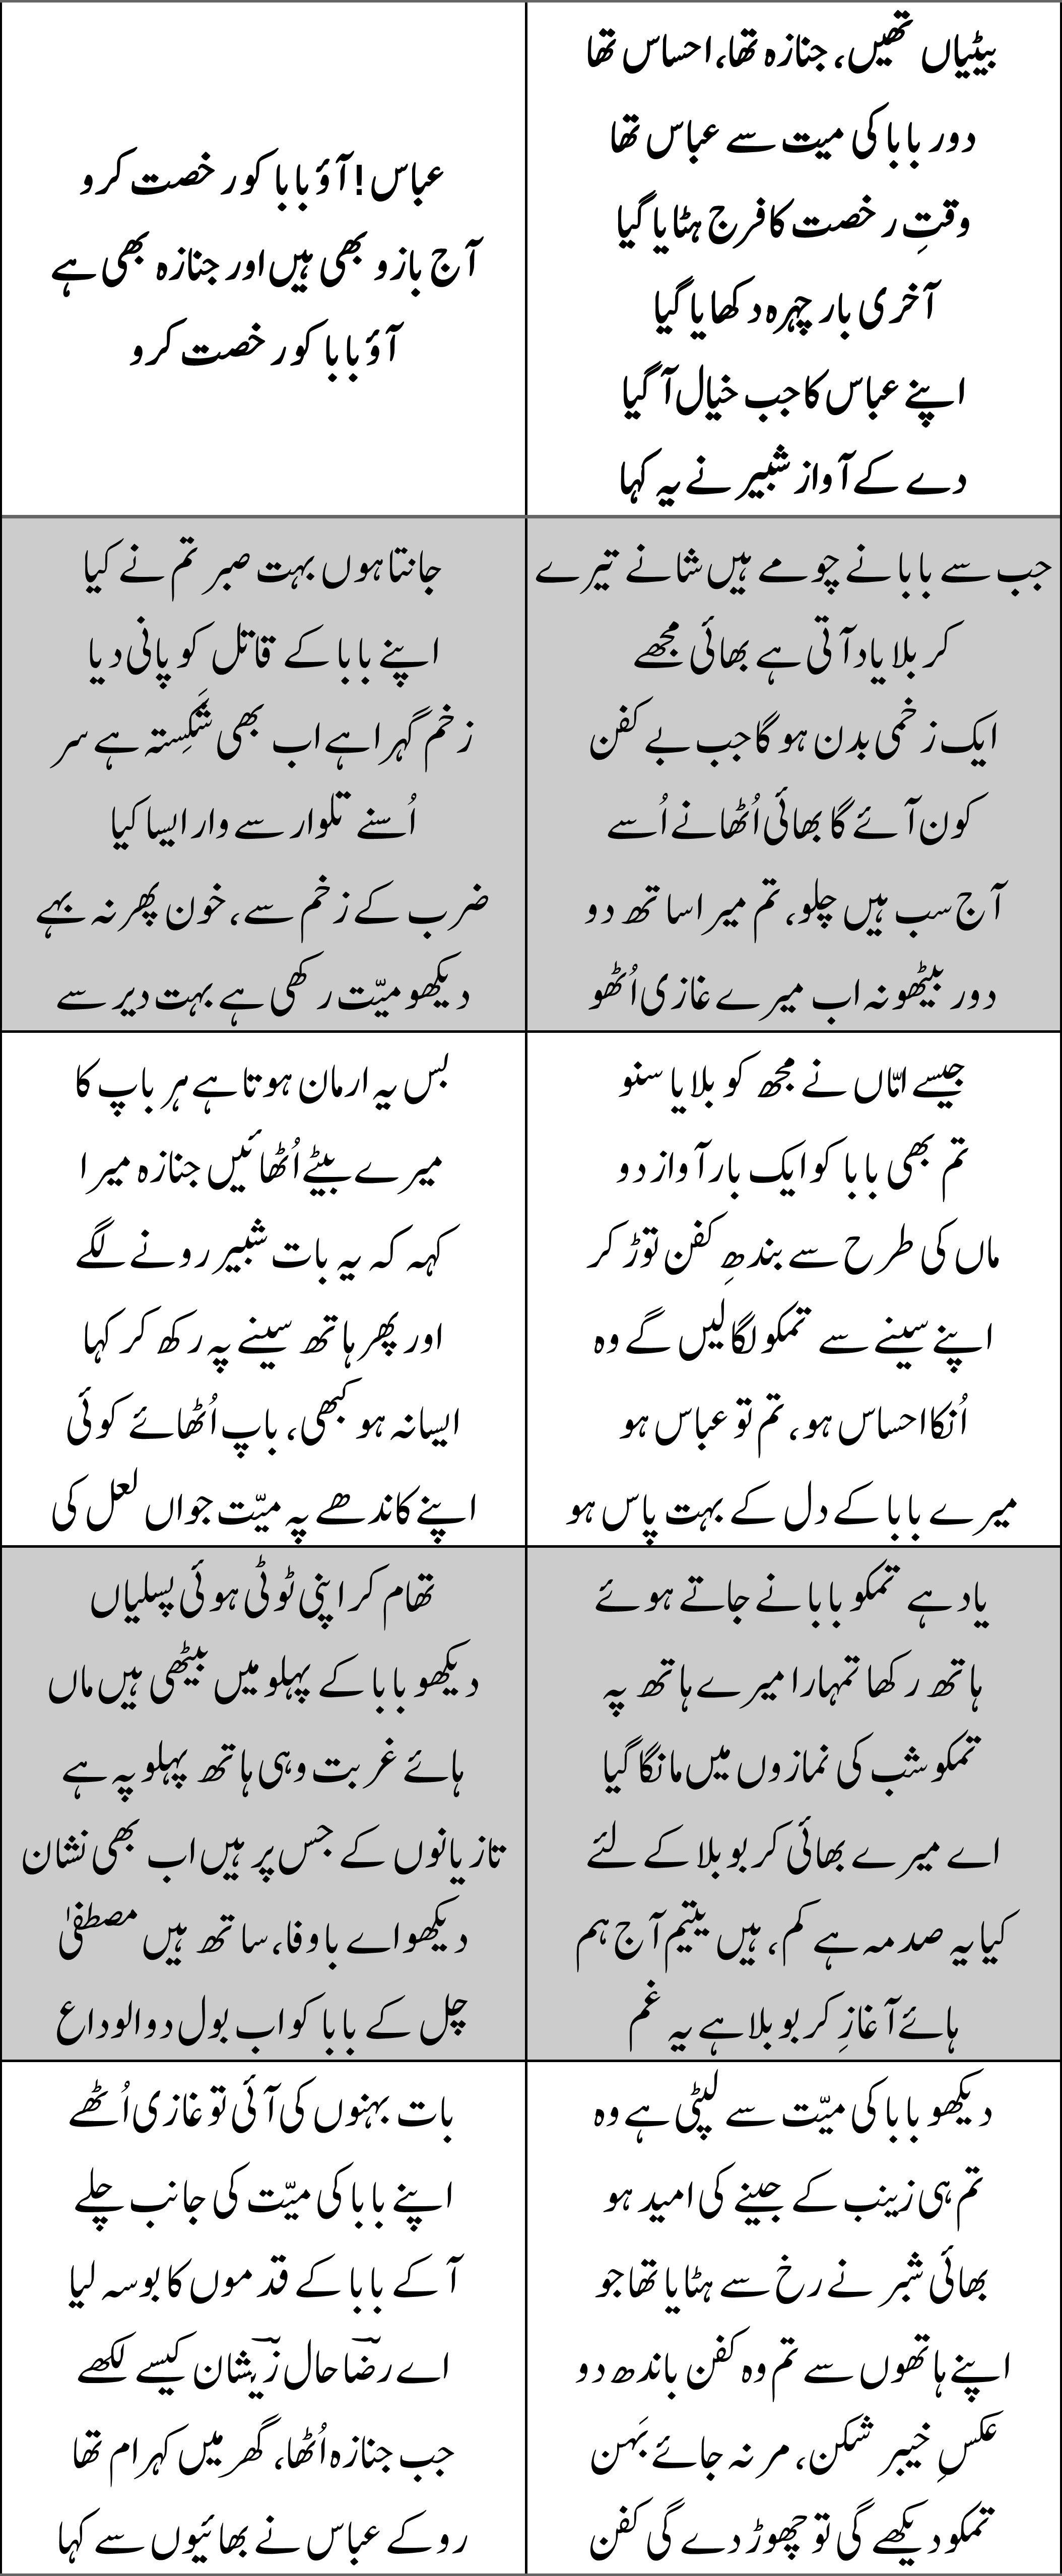 بیٹیاں تھیں، جنازہ تھا، احساس تھا
دور بابا کی میت سے عباس تھا
وقتِ رخصت کا فرج ہٹایا گیا
آخری بار چہرہ دکھایا گیا
اپنے عباس کا جب خیال آ گیا
دے کے آواز شبیر نے یہ کہا
عباس! آؤ بابا کو رخصت کرو
آج بازو بھی ہیں اور جنازہ بھی ہے
آؤ بابا کو رخصت کرو
جب سے بابا نے چومے ہیں شانے تیرے
کربلا یاد آتی ہے بھائی مجھے
ایک زخمی بدن ہو گا جب بے کفن
کون آئے گا بھائی اُٹھانے اُسے
آج سب ہیں چلو، تم میرا ساتھ دو
دور بیٹھو نہ اب میرے غازی اُٹھو
جانتا ہوں بہت صبر تم نے کیا
اپنے بابا کے قاتل کو پانی دیا
زخم گہرا ہے اب بھی شَکِستہ ہے سر
اُسنے تلوار سے وار ایسا کیا
ضرب کے زخم سے، خون پھر نہ بہے
دیکھو میّت رکھی ہے بہت دیر سے
جیسے امّاں نے مجھ کو بلایا سنو
تم بھی بابا کو ایک بار آواز دو
ماں کی طرح سے بندھِ کفن توڑ کر
اپنے سینے سے تمکو لگا لیں گے وہ
اُنکا احساس ہو، تم تو عباس ہو
میرے بابا کے دل کے بہت پاس ہو
بس یہ ارمان ہوتا ہے ہر باپ کا
میرے بیٹے اُٹھائیں جنازہ میرا
کہہ کہ یہ بات شبیر رونے لگے
اور پھر ہاتھ سینے پہ رکھ کر کہا
ایسا نہ ہو کبھی، باپ اُٹھائے کوئی
اپنے کاندھے پہ میّت جواں لعل کی
یاد ہے تمکو بابا نے جاتے ہوئے
ہاتھ رکھا تمہارا میرے ہاتھ پہ
تمکو شب کی نمازوں میں مانگا گیا
اے میرے بھائی کربوبلا کے لئے
کیا یہ صدمہ ہے کم، ہیں یتیم آج ہم
ہائے آغازِ کربوبلا ہے یہ غم
تھام کر اپنی ٹوٹی ہوئی پسلیاں
دیکھو بابا کے پہلو میں بیٹھی ہیں ماں
ہائے غربت وہی ہاتھ پہلو پہ ہے
تازیانوں کے جس پر ہیں اب بھی نشان
دیکھو اے باوفا، ساتھ ہیں مصطفیٰ
چل کے بابا کو اب بول دو الوداع
دیکھو بابا کی میّت سے لپٹی ہے وہ
تم ہی زینب کے جینے کی امید ہو
بھائی شبر نے رخ سے ہٹایا تھا جو
اپنے ہاتھوں سے تم وہ کفن باندھ دو
عکسِ خیبر شکن، مر نہ جائے بَہن
تمکو دیکھے گی تو چھوڑ دے گی کفن
بات بہنوں کی آئی تو غازی اُٹھے
اپنے بابا کی میّت کی جانب چلے
آ کے بابا کے قدموں کا بوسہ لیا
اے رضاؔ حال زیشان کیسے لکھے
جب جنازہ اُٹھا، گھر میں کہرام تھا
رو کے عباس نے بھائیوں سے کہا